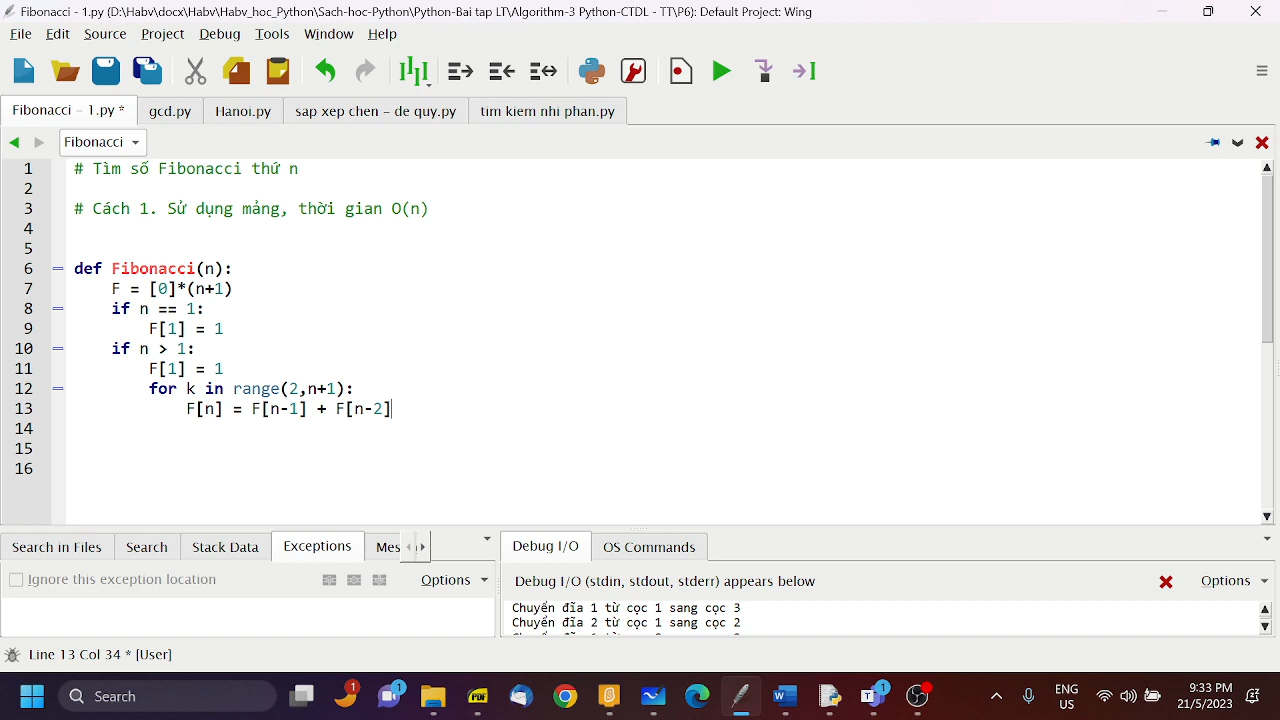 Fibonacci - 1.py (D:\Habv\docx\Habv\Habv_hoc_Python\Sach-hoc-Python\Python-Bai tap LT\Algorithm-3 Python-CTDL - TT\P6): Default Project: Wing
File Edit Source Project Debug Tools Window Help
Fibonacci – 1.py * gcd.py Hanoi.py sap xep chen – de quy.py tim kiem nhi phan.py
Fibonacci
1 # Tìm số Fibonacci thứ n
2
3 # Cách 1. Sử dụng mảng, thời gian O(n)
4
5
6 def Fibonacci(n):
7 F = [0]*(n+1)
8 if n == 1:
9 F[1] = 1
10 if n > 1:
11 F[1] = 1
12 for k in range(2,n+1):
13 F[n] = F[n-1] + F[n-2]
14
15
16
Search in Files Search Stack Data Exceptions Mes
Debug I/O OS Commands
Ignore this exception location Options
Debug I/O (stdin, stdout, stderr) appears below Options
Chuyển đĩa 1 từ cọc 1 sang cọc 3
Chuyển đĩa 2 từ cọc 1 sang cọc 2
Line 13 Col 34 * [User]
Search 1 1 PDF 1 ENG US 9:33 PM 21/5/2023